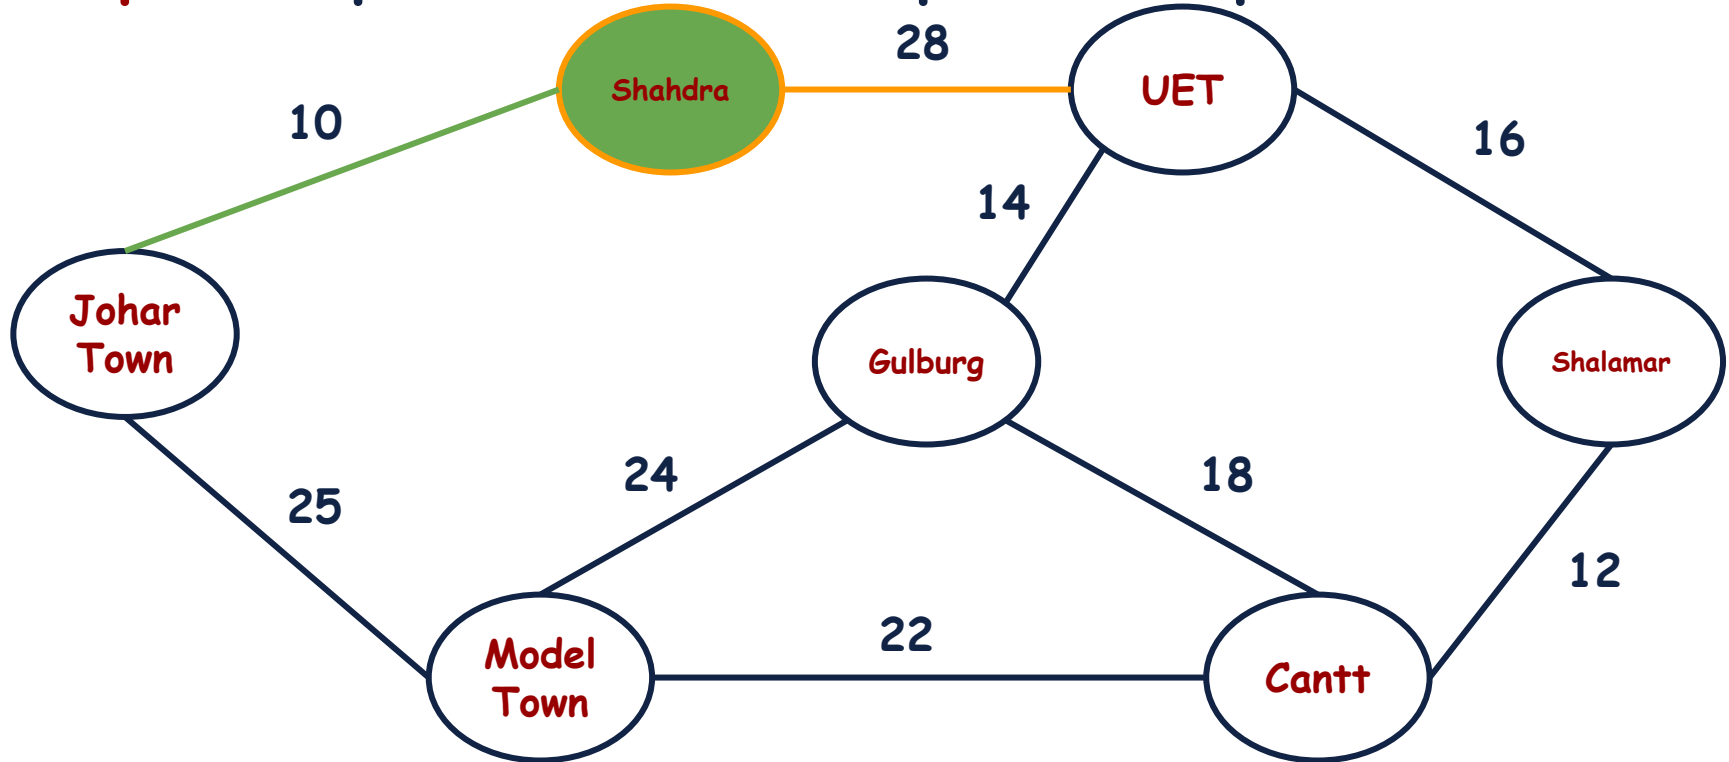 28
Shahdra
UET
10
16
14
Johar
Town
Gulburg
Shalamar
24
18
25
12
22
Model
Town
Cantt